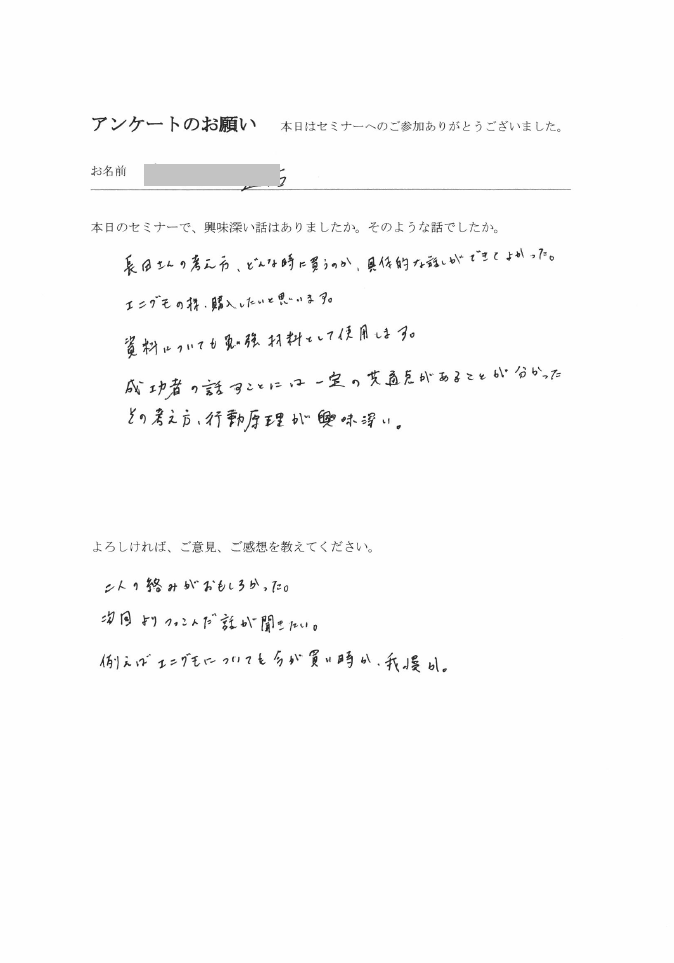 アンケートのお願い　本日はセミナーへのご参加ありがとうございました。
お名前
本日のセミナーで、興味深い話はありましたか。そのような話でしたか。
長田さんの考え方、どんな時に買うのか、具体的な話しができてよかった。
エニグモの株、購入したいと思います。
資料についても勉強材料として使用します。
成功者の話すことには一定の共通点があることが分かった
その考え方、行動原理が興味深い。
よろしければ、ご意見、ご感想を教えてください。
二人の絡みがおもしろかった。
次回よりつっこんだ話が聞きたい。
例えばエニグモについても今が買い時か、我慢か。